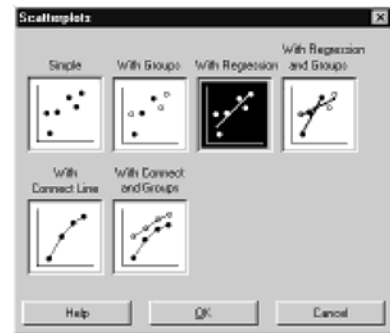 Scatterplots
Simple
With Groups
With Regression
With Regression
and Groups
With
Connect Line
With Connect
and Groups
Help
OK
Cancel